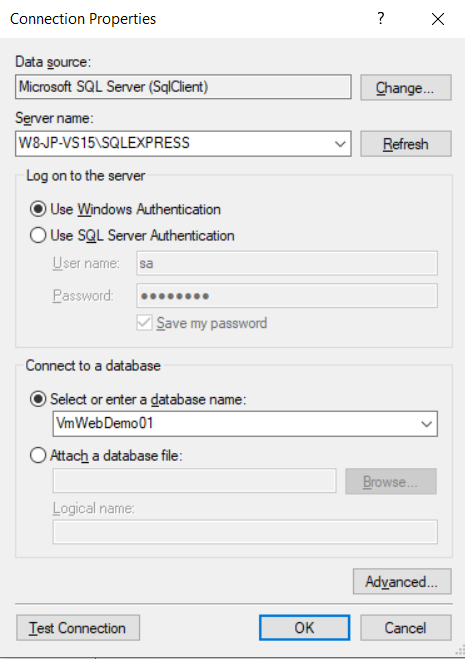 Connection Properties
?
Data source:
Microsoft SQL Server (SqlClient)
Change...
Server name:
W8-JP-VS15\SQLEXPRESS
Refresh
Log on to the server
Use Windows Authentication
Use SQL Server Authentication
User name:
sa
Password:
●●●●●●●●
Save my password
Connect to a database
Select or enter a database name:
VmWebDemo01
Attach a database file:
Browse...
Logical name:
Advanced...
Test Connection
OK
Cancel